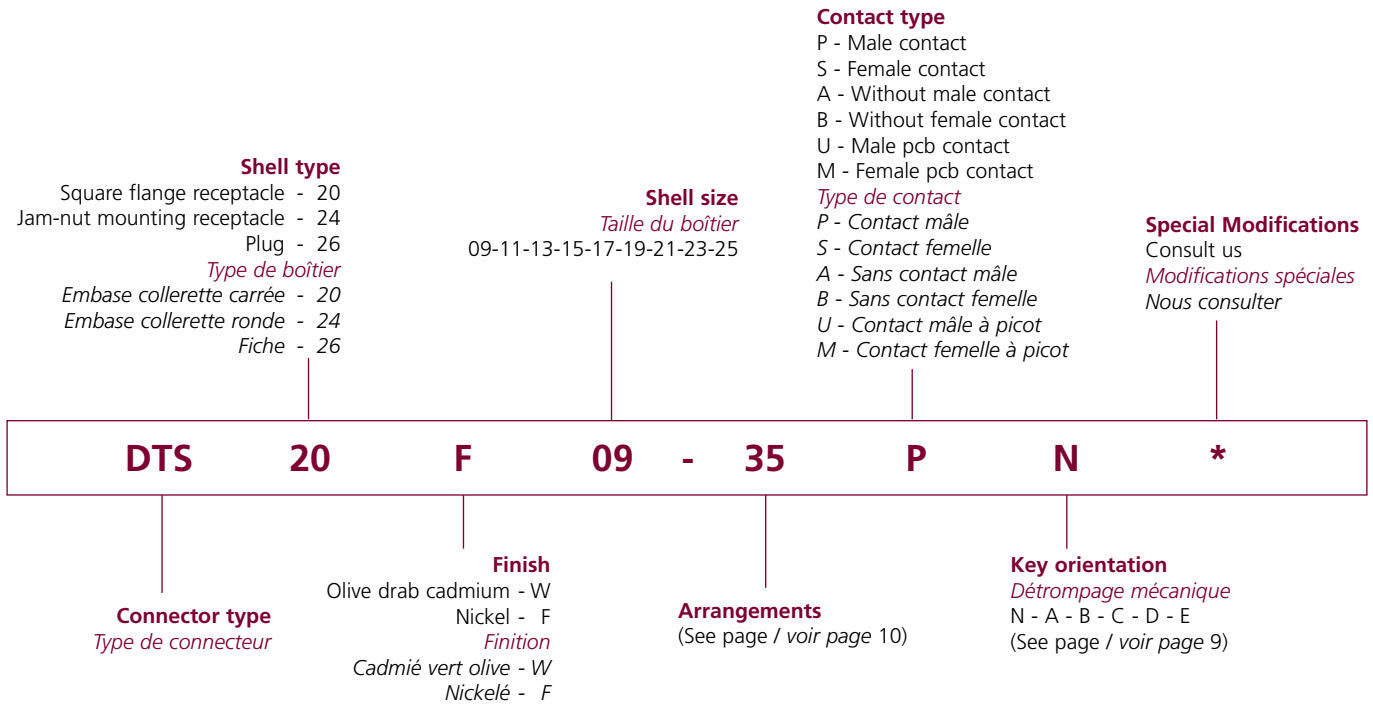 Contact type
P - Male contact
S - Female contact
A - Without male contact
B - Without female contact
U - Male pcb contact
M - Female pcb contact
Type de contact
P - Contact mâle
S - Contact femelle
A - Sans contact mâle
B - Sans contact femelle
U - Contact mâle à picot
M - Contact femelle à picot
Shell type
Square flange receptacle - 20
Jam-nut mounting receptacle - 24
Plug - 26
Type de boîtier
Embase collerette carrée - 20
Embase collerette ronde - 24
Fiche - 26
Shell size
Taille du boîtier
09-11-13-15-17-19-21-23-25
Special Modifications
Consult us
Modifications spéciales
Nous consulter
DTS 20 F 09 - 35 P N *
Connector type
Type de connecteur
Finish
Olive drab cadmium - W
Nickel - F
Finition
Cadmié vert olive - W
Nickelé - F
Arrangements
(See page / voir page 10)
Key orientation
Détrompage mécanique
N - A - B - C - D - E
(See page / voir page 9)